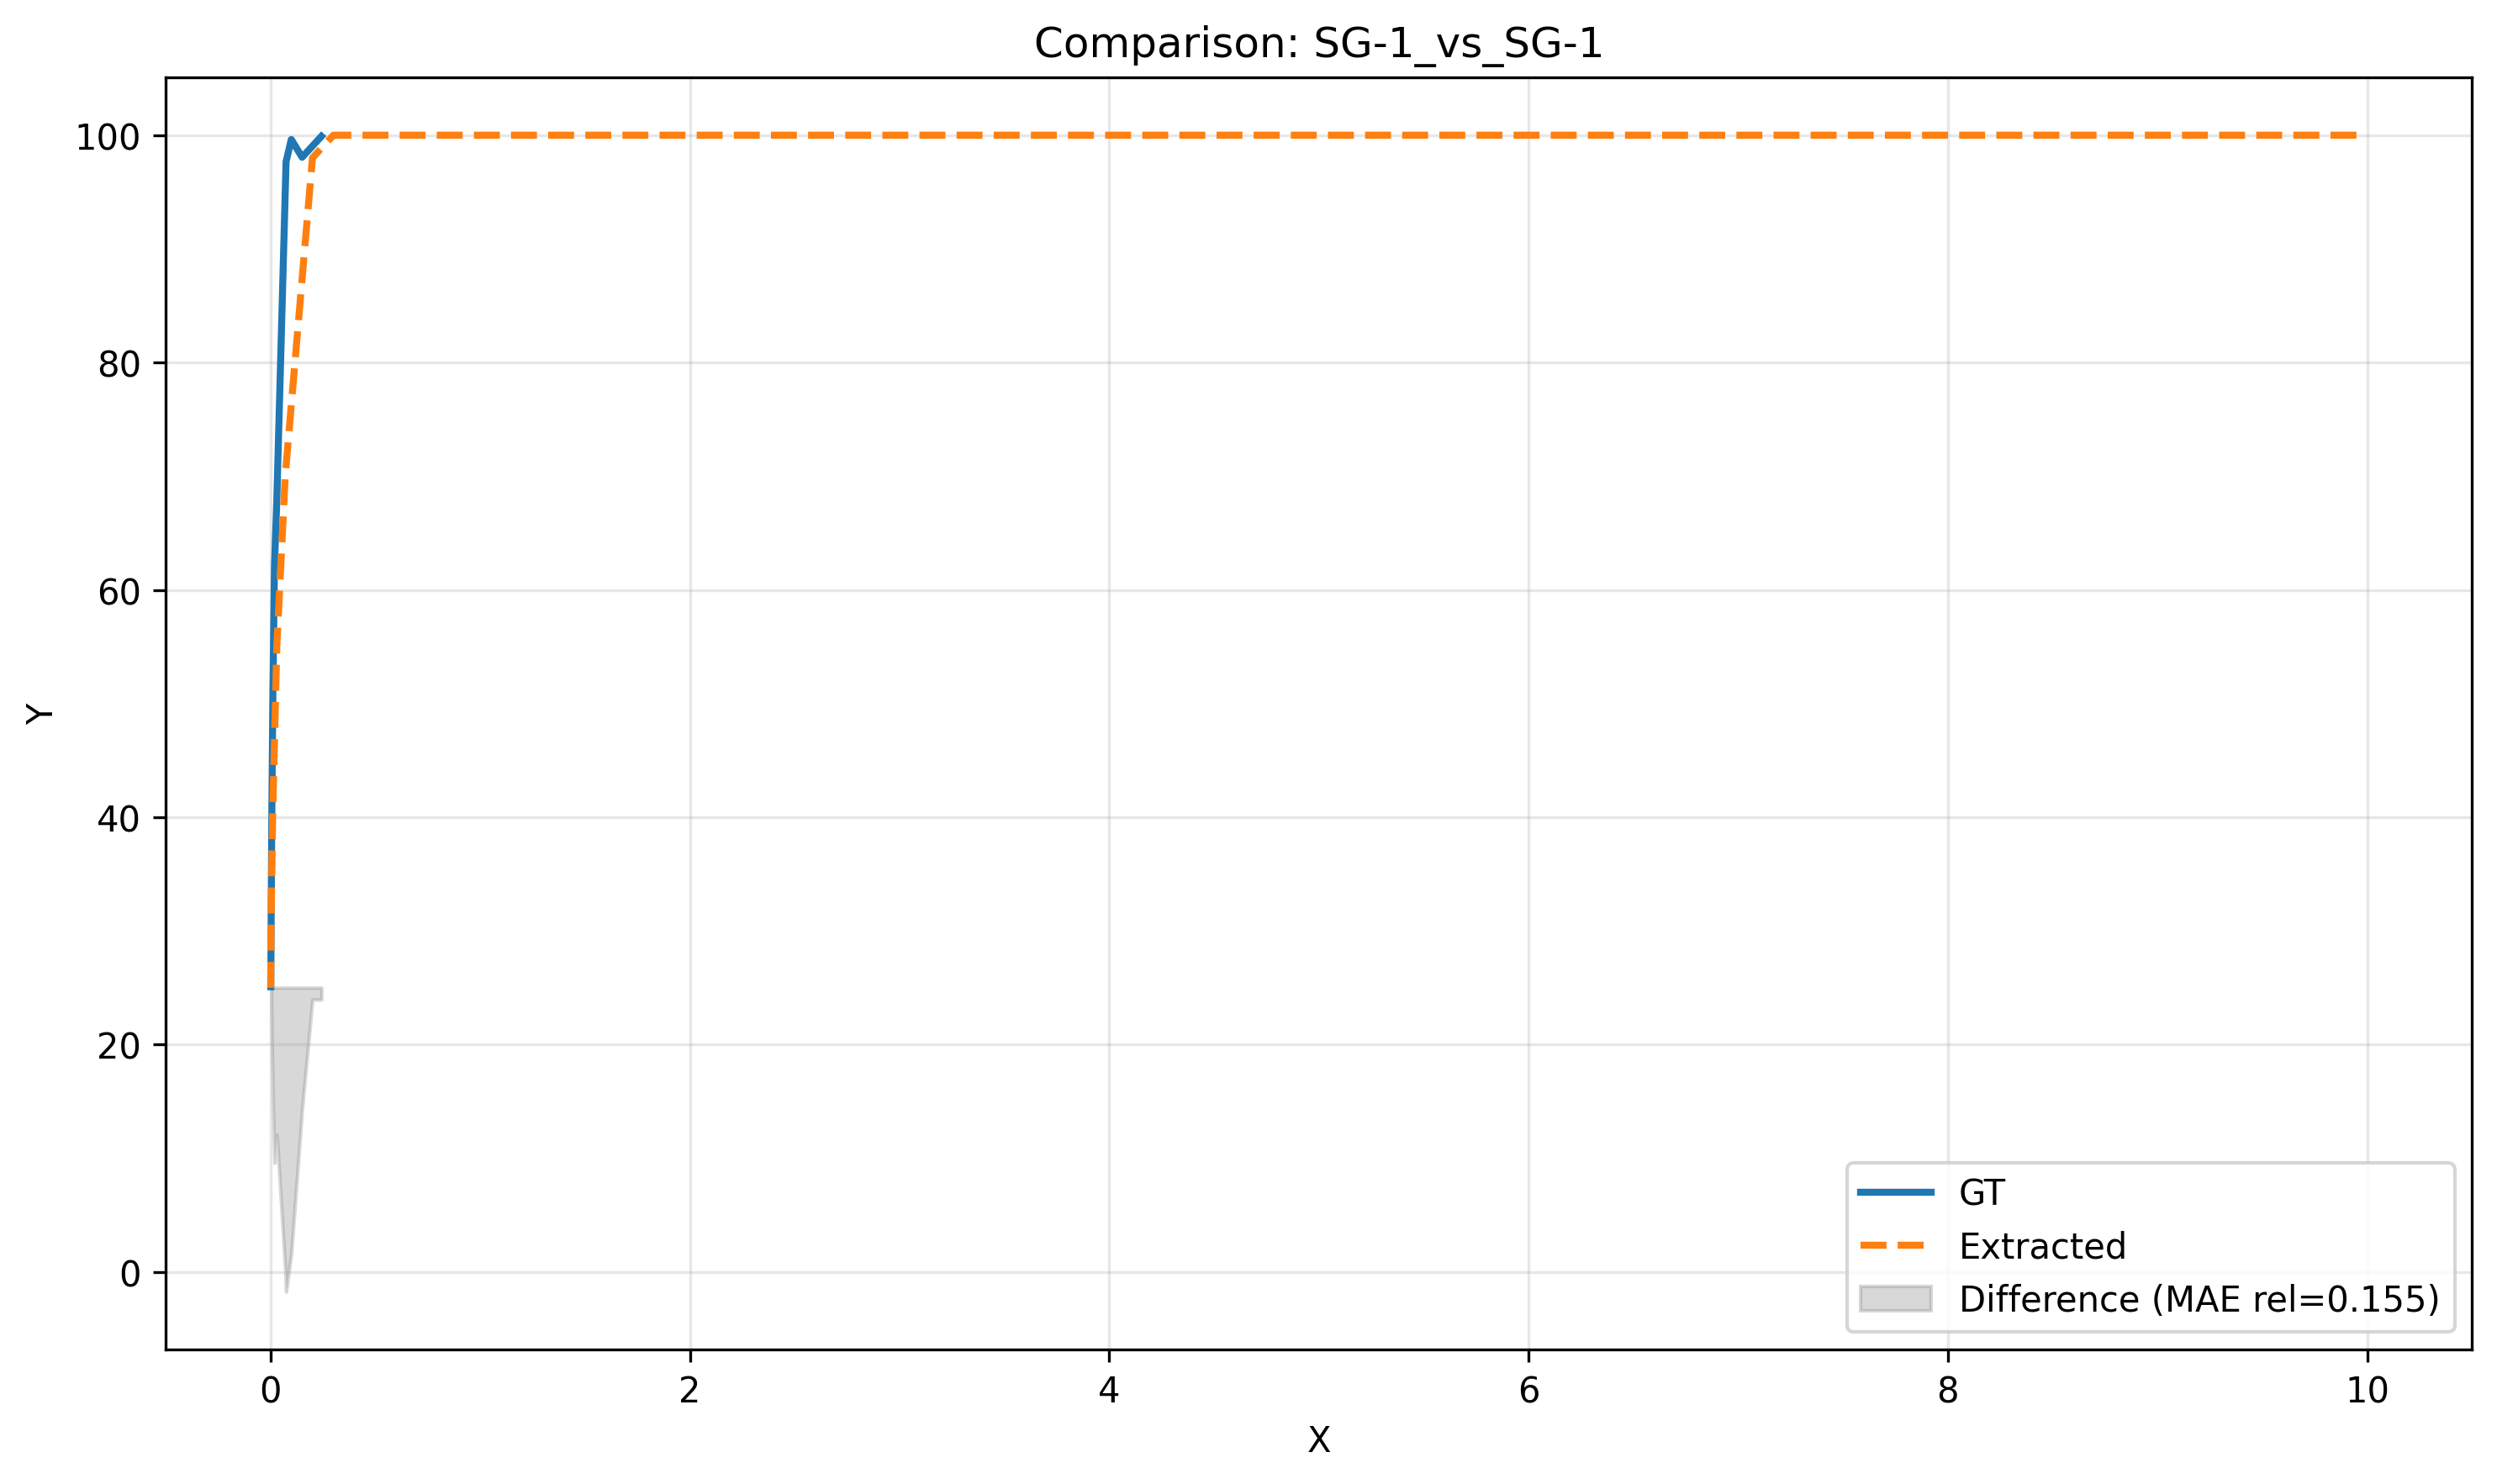 Comparison: SG-1_vs_SG-1
Y
100
80
60
40
20
0
0 2 4 6 8 10
X
GT
Extracted
Difference (MAE rel=0.155)